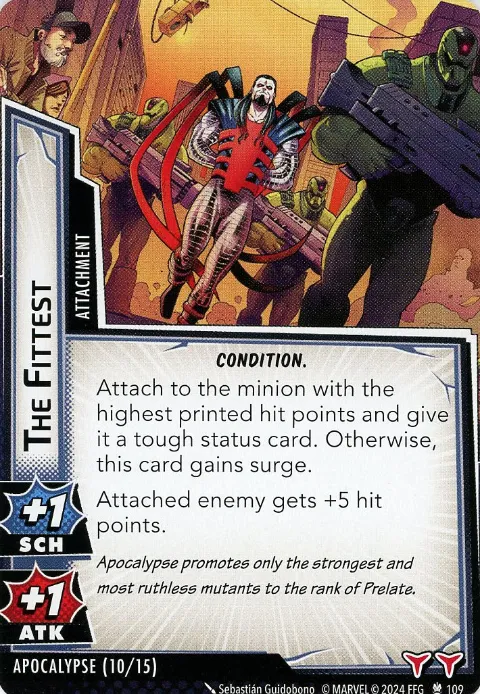 THE FITTEST
ATTACHMENT
CONDITION.
Attach to the minion with the
highest printed hit points and give
it a tough status card. Otherwise,
this card gains surge.
Attached enemy gets +5 hit
points.
Apocalypse promotes only the strongest and
most ruthless mutants to the rank of Prelate.
+1
SCH
+1
ATK
APOCALYPSE (10/15)
Sebastián Guidobono © MARVEL © 2024 FFG 109